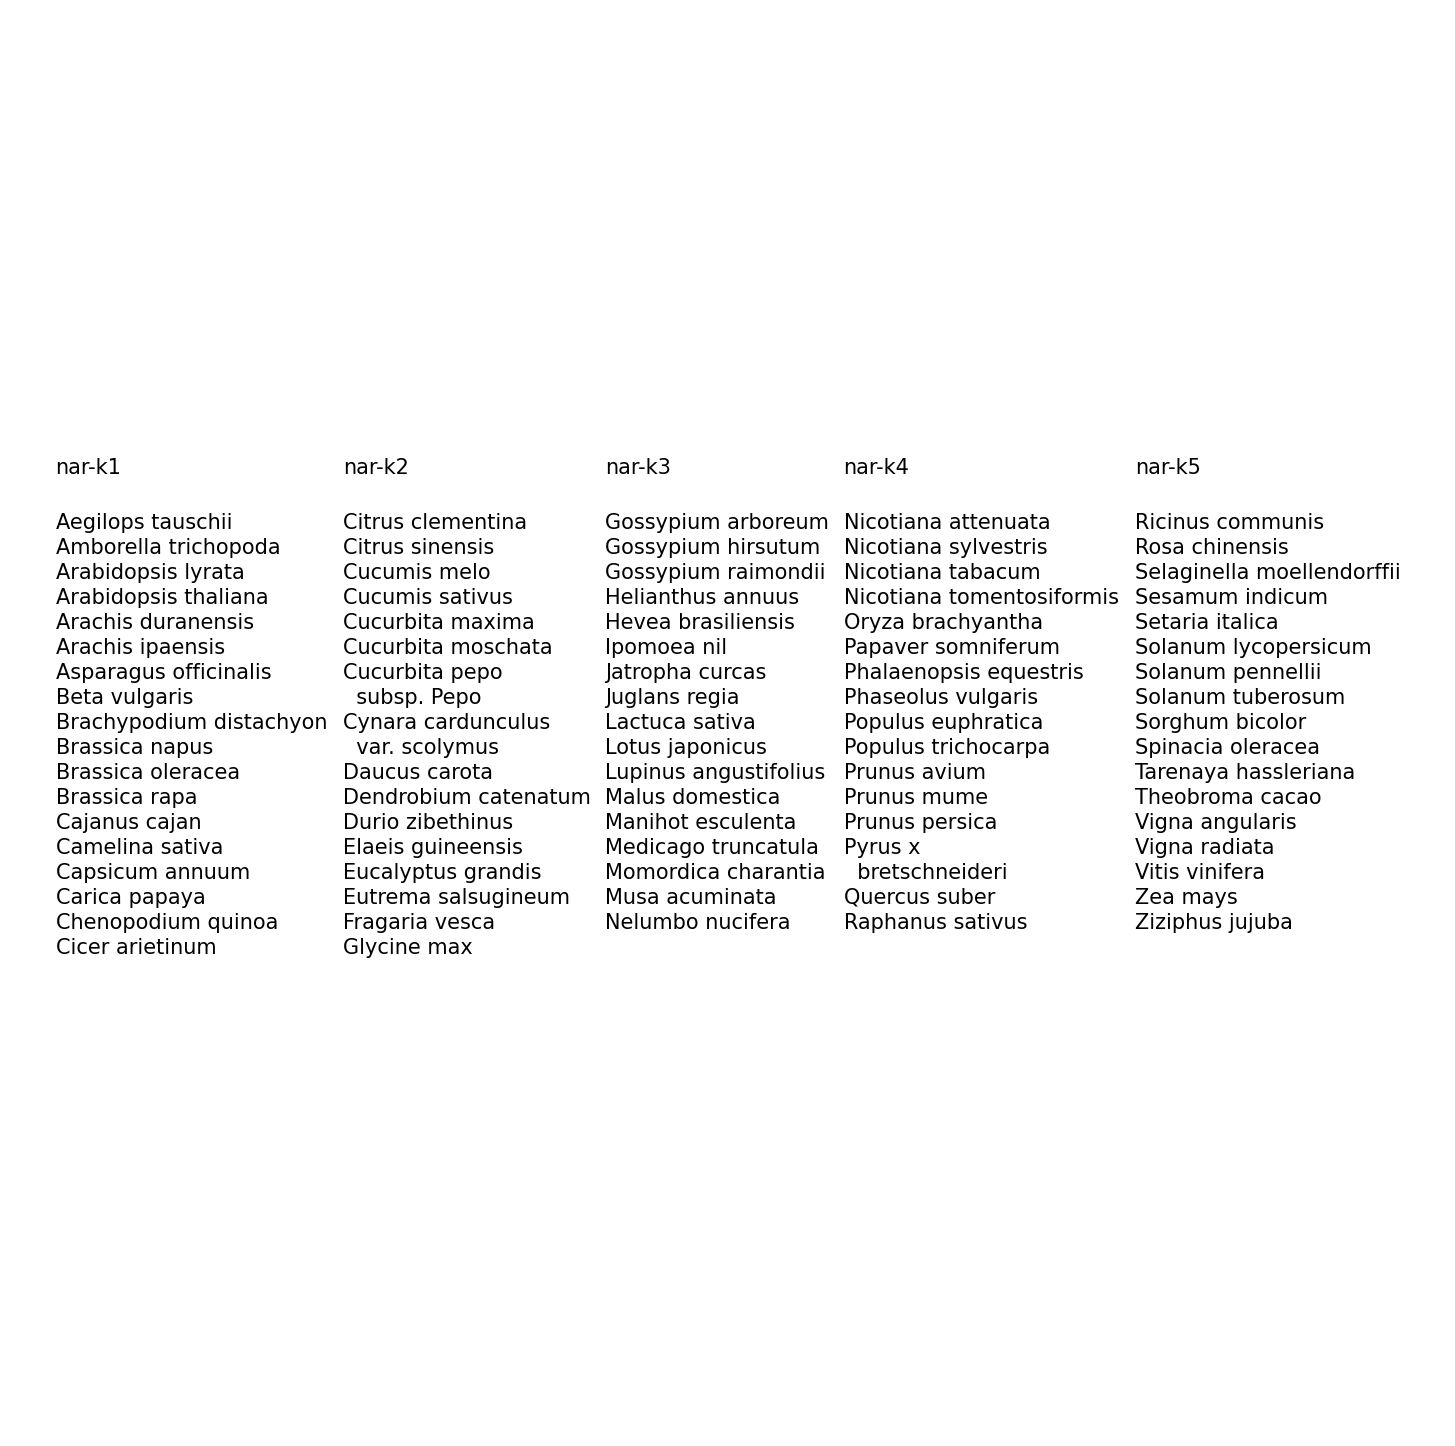 nar-k1
Aegilops tauschii
Amborella trichopoda
Arabidopsis lyrata
Arabidopsis thaliana
Arachis duranensis
Arachis ipaensis
Asparagus officinalis
Beta vulgaris
Brachypodium distachyon
Brassica napus
Brassica oleracea
Brassica rapa
Cajanus cajan
Camelina sativa
Capsicum annuum
Carica papaya
Chenopodium quinoa
Cicer arietinum
nar-k2
Citrus clementina
Citrus sinensis
Cucumis melo
Cucumis sativus
Cucurbita maxima
Cucurbita moschata
Cucurbita pepo
subsp. Pepo
Cynara cardunculus
var. scolymus
Daucus carota
Dendrobium catenatum
Durio zibethinus
Elaeis guineensis
Eucalyptus grandis
Eutrema salsugineum
Fragaria vesca
Glycine max
nar-k3
Gossypium arboreum
Gossypium hirsutum
Gossypium raimondii
Helianthus annuus
Hevea brasiliensis
Ipomoea nil
Jatropha curcas
Juglans regia
Lactuca sativa
Lotus japonicus
Lupinus angustifolius
Malus domestica
Manihot esculenta
Medicago truncatula
Momordica charantia
Musa acuminata
Nelumbo nucifera
nar-k4
Nicotiana attenuata
Nicotiana sylvestris
Nicotiana tabacum
Nicotiana tomentosiformis
Oryza brachyantha
Papaver somniferum
Phalaenopsis equestris
Phaseolus vulgaris
Populus euphratica
Populus trichocarpa
Prunus avium
Prunus mume
Prunus persica
Pyrus x
bretschneideri
Quercus suber
Raphanus sativus
nar-k5
Ricinus communis
Rosa chinensis
Selaginella moellendorffii
Sesamum indicum
Setaria italica
Solanum lycopersicum
Solanum pennellii
Solanum tuberosum
Sorghum bicolor
Spinacia oleracea
Tarenaya hassleriana
Theobroma cacao
Vigna angularis
Vigna radiata
Vitis vinifera
Zea mays
Ziziphus jujuba